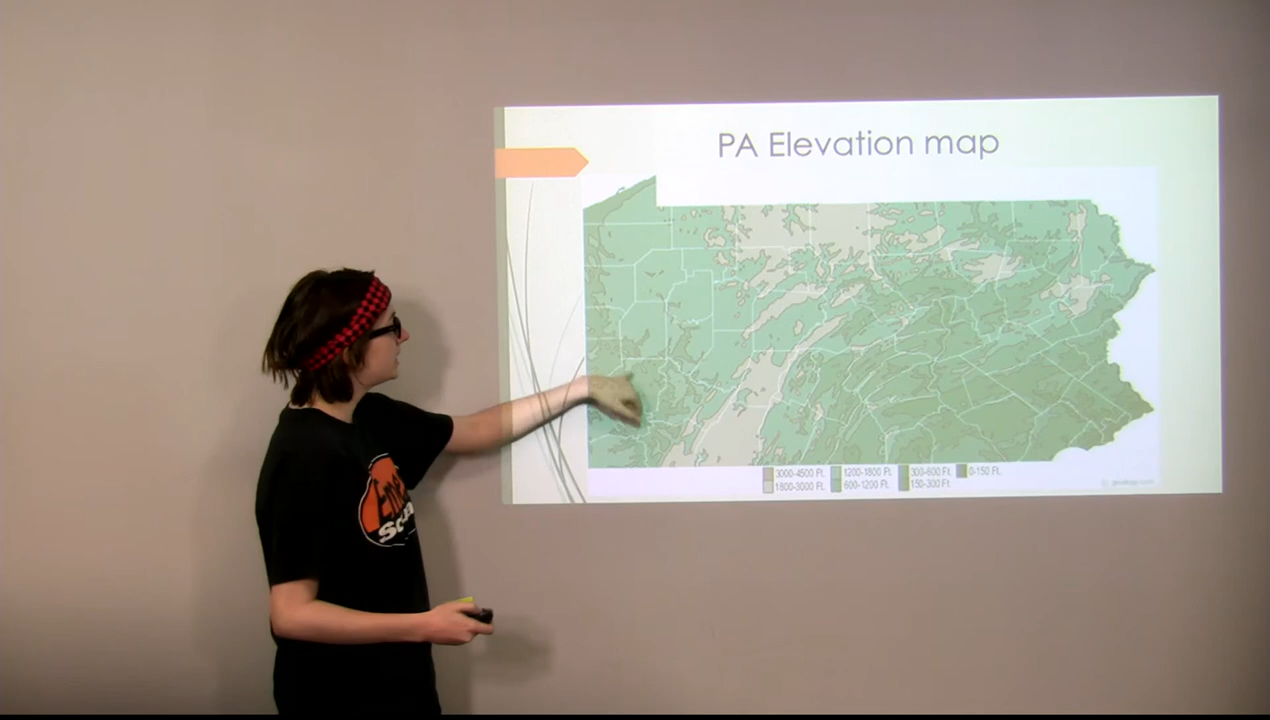 PA Elevation map
3000-4500 Ft.
1200-1800 Ft.
300-600 Ft.
0-150 Ft.
1800-3000 Ft.
600-1200 Ft.
150-300 Ft.